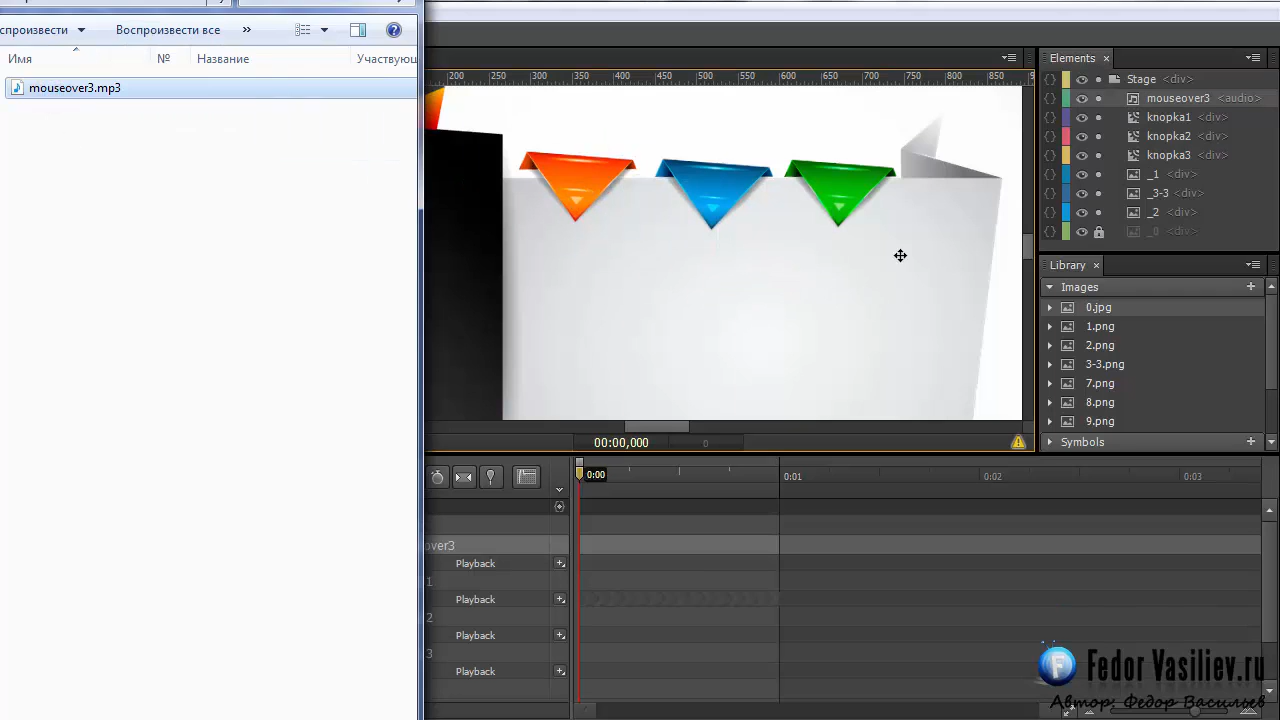 спроизвести
Воспроизвести все
»
?
Имя
№
Название
Участвующ
mouseover3.mp3
200 250 300 350 400 450 500 550 600 650 700 750 800 850 9
00:00,000
0
0:00
0:01
0:02
0:03
over3
Playback
1
Playback
2
Playback
3
Playback
Elements
Stage <div>
mouseover3 <audio>
knopka1 <div>
knopka2 <div>
knopka3 <div>
_1 <div>
_3-3 <div>
_2 <div>
_0 <div>
Library
Images
0.jpg
1.png
2.png
3-3.png
7.png
8.png
9.png
Symbols
Fedor Vasiliev.ru
Автор: Федор Васильев